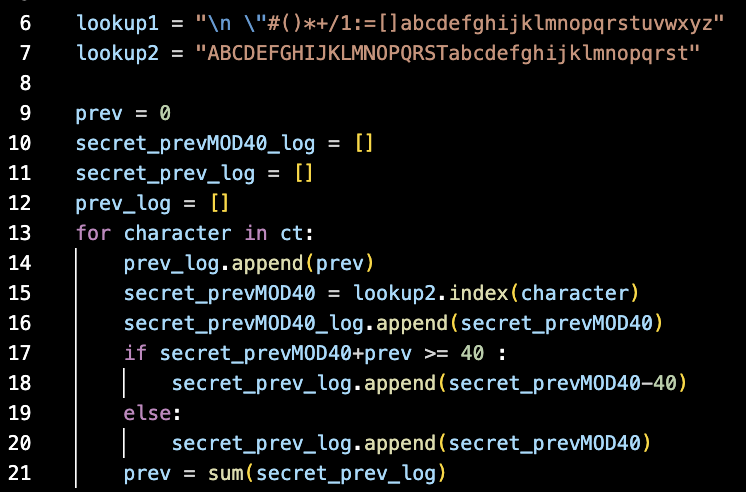 6 lookup1 = "\n \"#()*+/1:=[]abcdefghijklmnopqrstuvwxyz"
7 lookup2 = "ABCDEFGHIJKLMNOPQRSTabcdefghijklmnopqrst"
8
9 prev = 0
10 secret_prevMOD40_log = []
11 secret_prev_log = []
12 prev_log = []
13 for character in ct:
14     prev_log.append(prev)
15     secret_prevMOD40 = lookup2.index(character)
16     secret_prevMOD40_log.append(secret_prevMOD40)
17     if secret_prevMOD40+prev >= 40 :
18         secret_prev_log.append(secret_prevMOD40-40)
19     else:
20         secret_prev_log.append(secret_prevMOD40)
21     prev = sum(secret_prev_log)